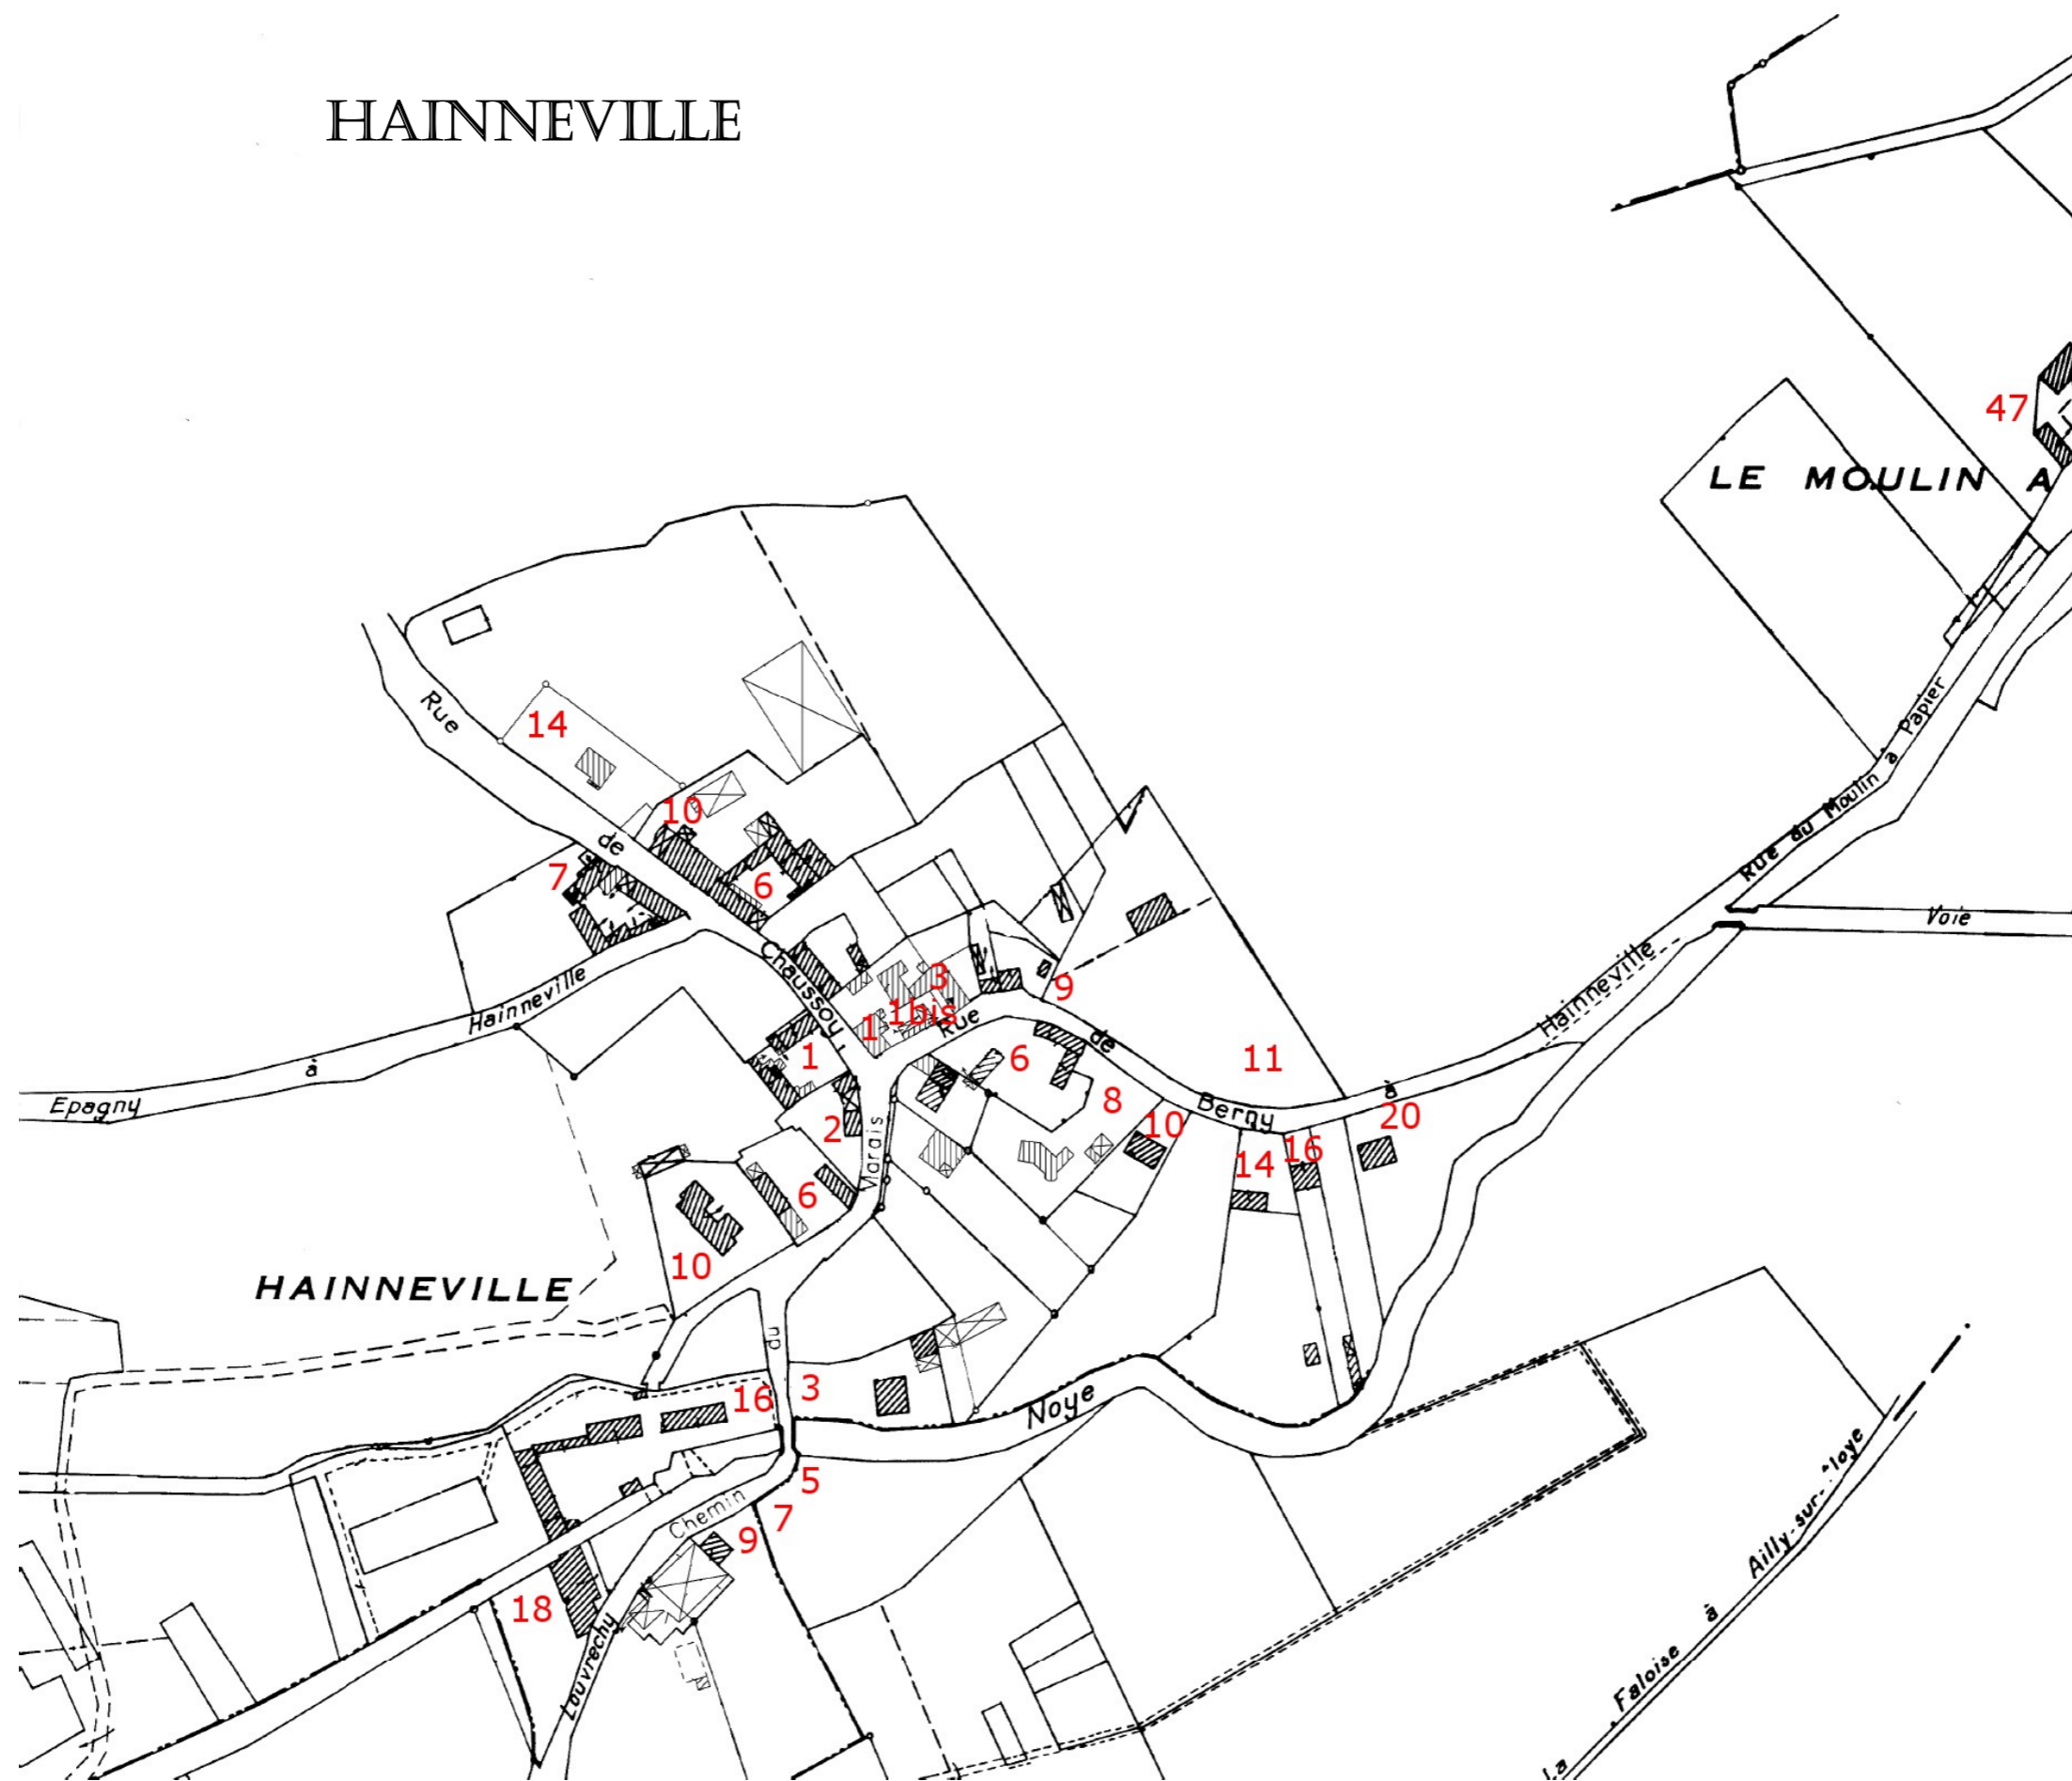 HAINNEVILLE
47
LE MOULIN A
Rue
14
10
de
7
6
Rue du Moulin à Papier
Voie
Chaussoy
Hainneville
à
Epagny
3
1bis
1
Rue
9
de
Hainneville
1
6
11
à
8
Berny
20
2
10
Marais
14
16
6
10
HAINNEVILLE
du
16
3
Noye
5
Chemin
7
9
18
Louvrechy
Ailly-sur-
à
Faloise
La